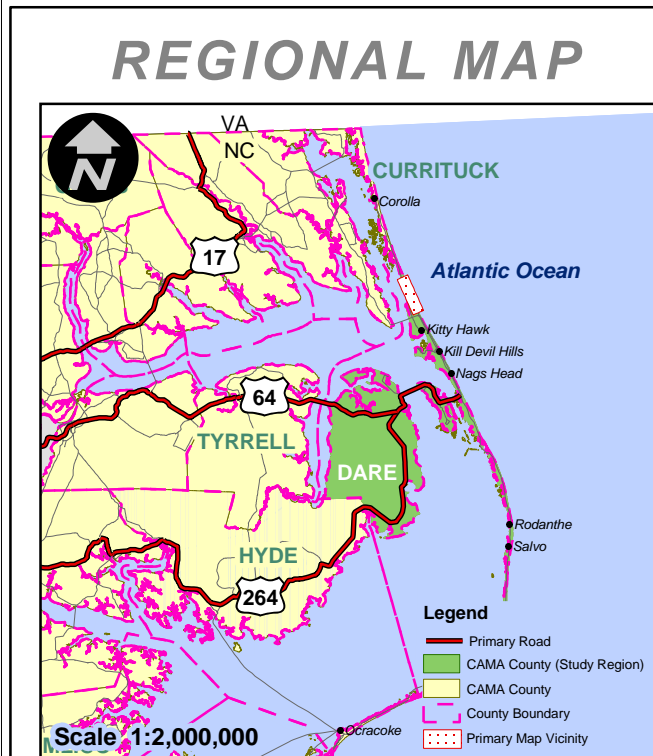 REGIONAL MAP
N
VA
NC
CURRITUCK
Corolla
17
Atlantic Ocean
Kitty Hawk
Kill Devil Hills
Nags Head
64
TYRRELL
DARE
Rodanthe
Salvo
HYDE
264
Legend
Primary Road
CAMA County (Study Region)
CAMA County
County Boundary
Primary Map Vicinity
Ocracoke
Scale 1:2,000,000